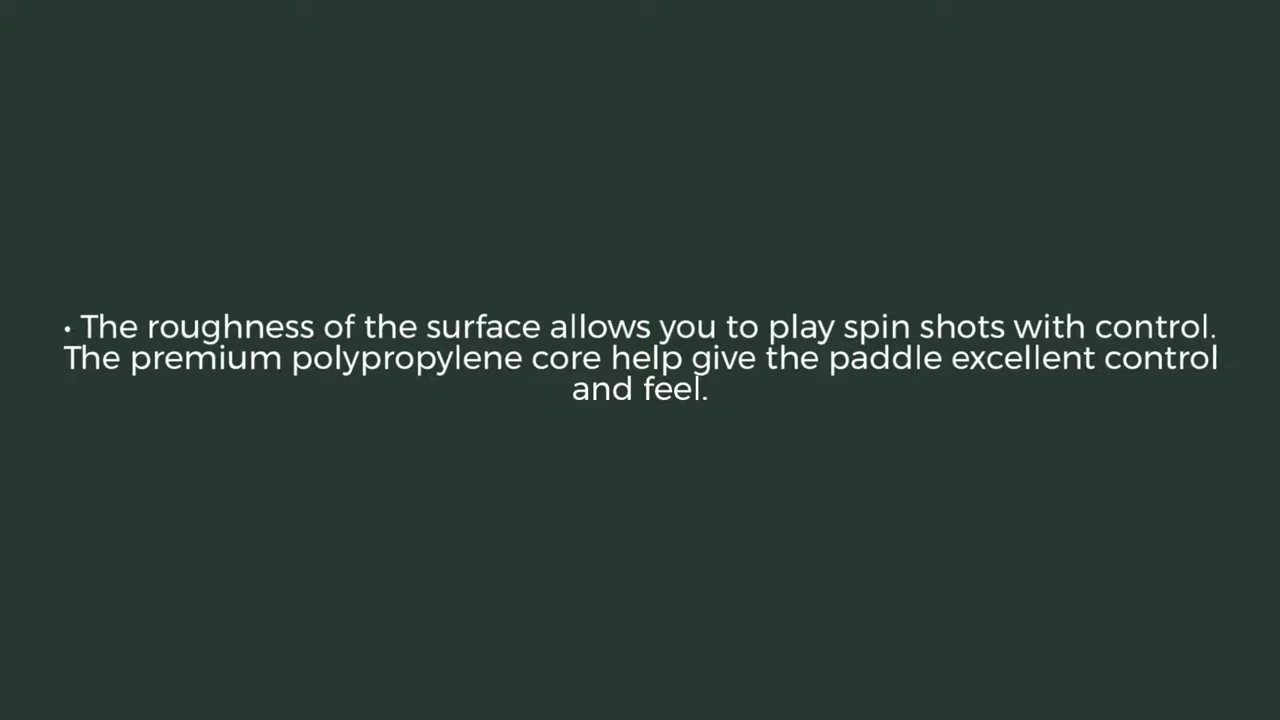 • The roughness of the surface allows you to play spin shots with control.
The premium polypropylene core help give the paddle excellent control
and feel.